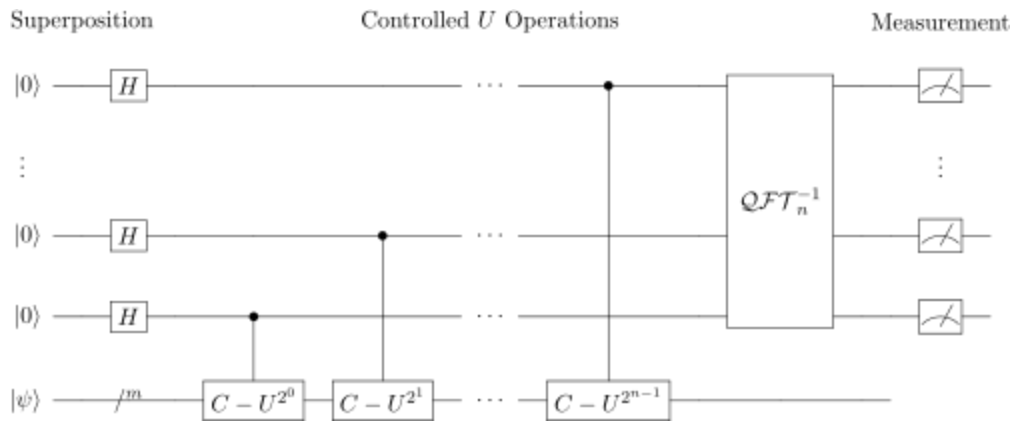 Superposition Controlled U Operations Measurement
|0⟩ H ···
⋮ ⋮
QFT_n^{-1}
|0⟩ H ···
|0⟩ H ···
|ψ⟩ /^m C − U^{2^0} C − U^{2^1} ··· C − U^{2^{n−1}}